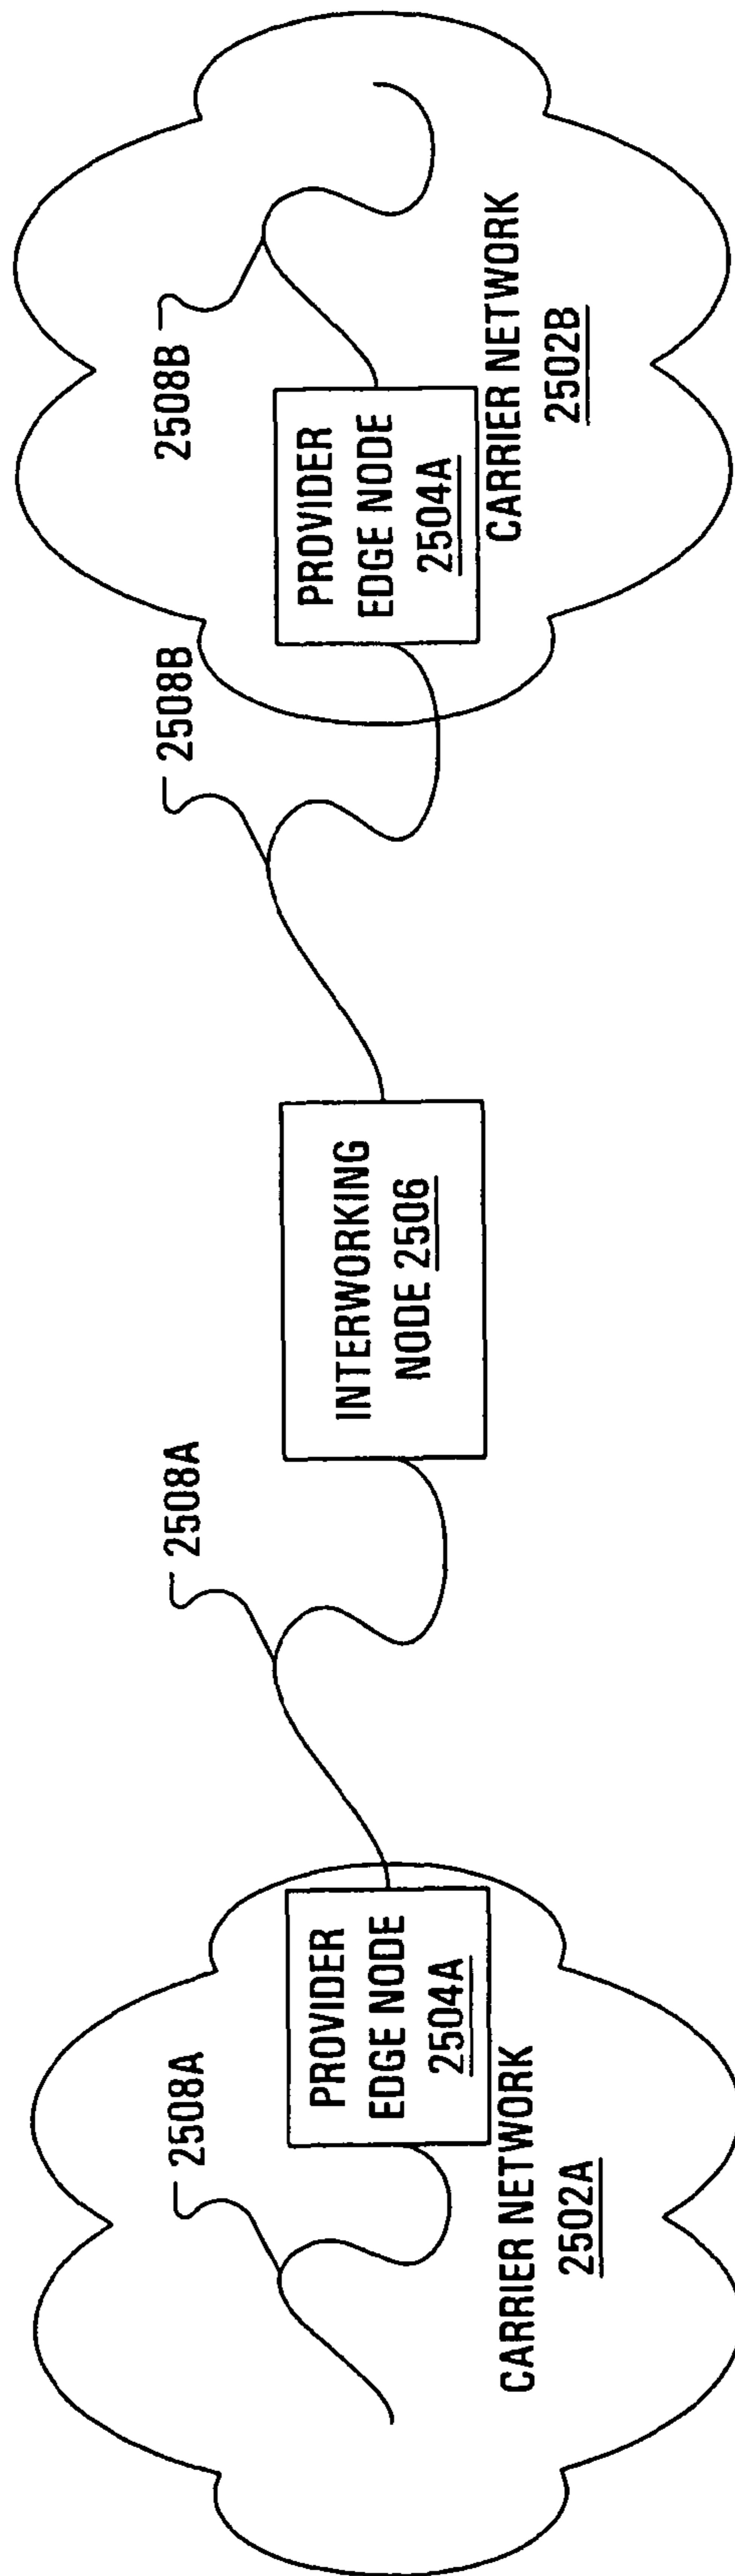 2508A
PROVIDER
EDGE NODE
2504A
CARRIER NETWORK
2502A
2508A
INTERWORKING
NODE 2506
2508B
2508B
PROVIDER
EDGE NODE
2504A
CARRIER NETWORK
2502B